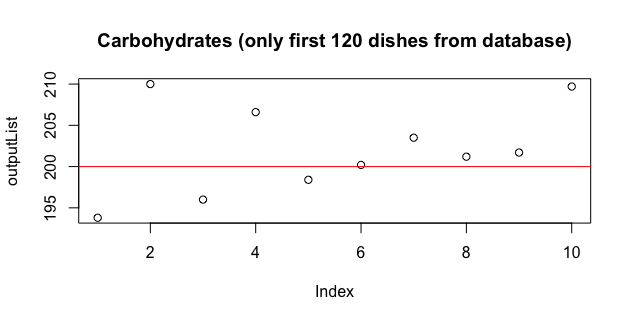 Carbohydrates (only first 120 dishes from database)
outputList
210
205
200
195
2 4 6 8 10
Index